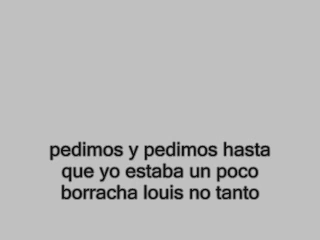 pedimos y pedimos hasta
que yo estaba un poco
borracha louis no tanto